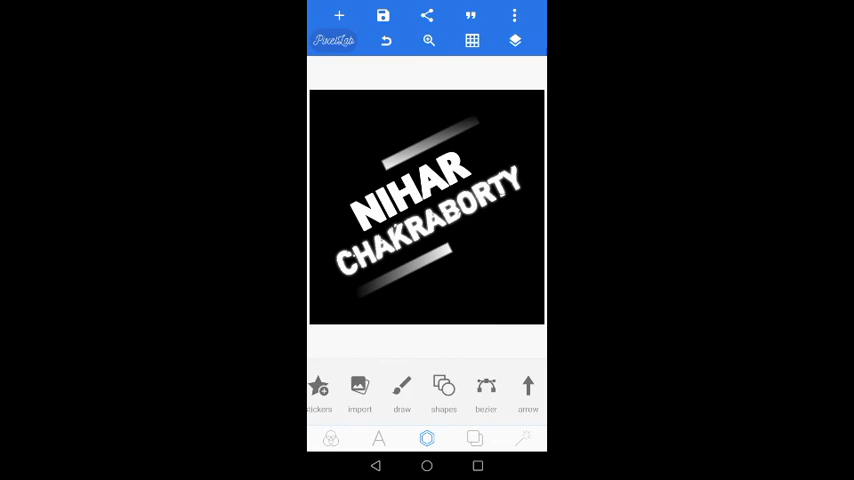 PixelLab
NIHAR
CHAKRABORTY
stickers
import
draw
shapes
bezier
arrow